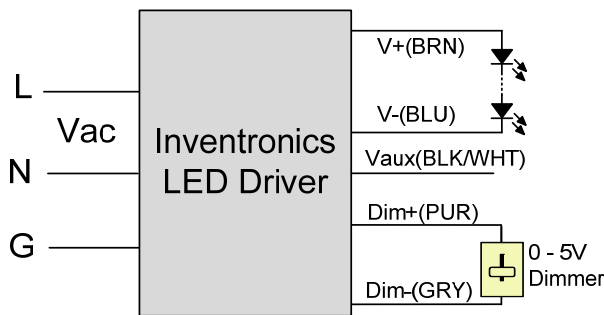 L
Vac
N
G
Inventronics
LED Driver
V+(BRN)
V-(BLU)
Vaux(BLK/WHT)
Dim+(PUR)
Dim-(GRY)
0 - 5V
Dimmer